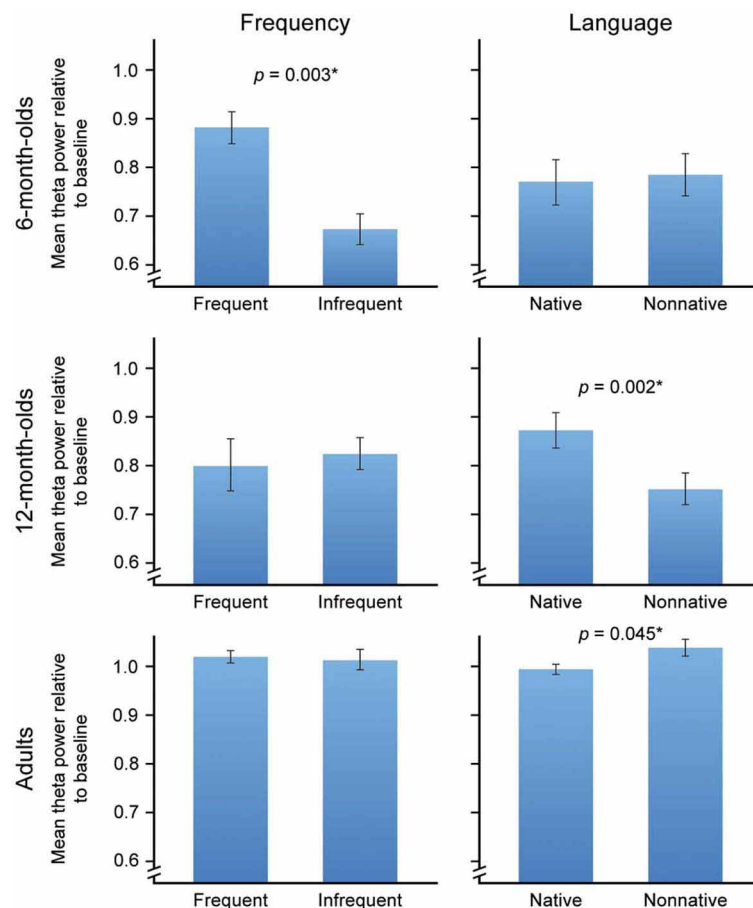 Frequency
Language
6-month-olds
Mean theta power relative
to baseline
1.0
0.9
0.8
0.7
0.6
p = 0.003*
Frequent
Infrequent
Native
Nonnative
12-month-olds
Mean theta power relative
to baseline
1.0
0.9
0.8
0.7
0.6
Frequent
Infrequent
p = 0.002*
Native
Nonnative
Adults
Mean theta power relative
to baseline
1.0
0.9
0.8
0.7
0.6
Frequent
Infrequent
p = 0.045*
Native
Nonnative